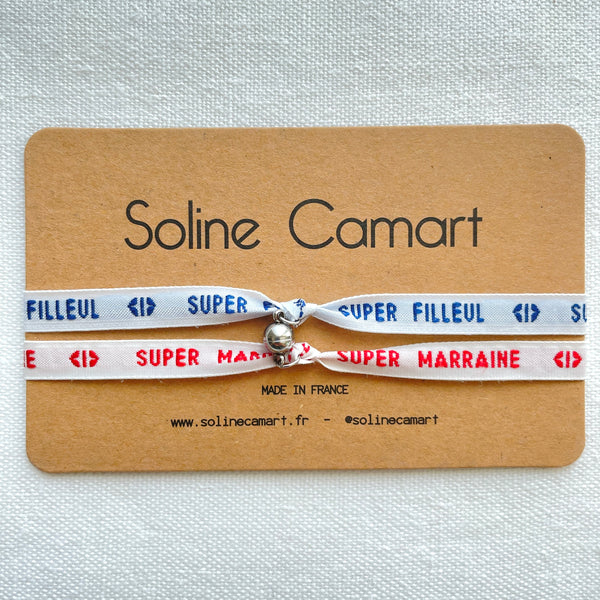 Soline Camart
FILLEUL <I> SUPER SUPER FILLEUL <I>
<I> SUPER SUPER MARRAINE <I>
MADE IN FRANCE
www.solinecamart.fr - @solinecamart